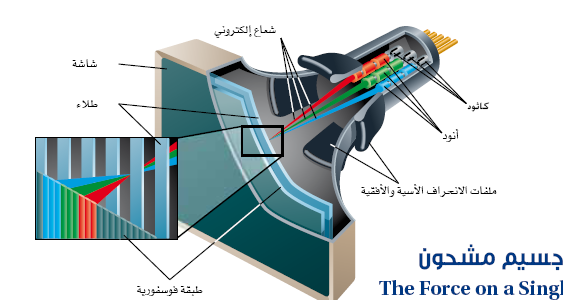 شعاع إلكتروني
شاشة
طلاء
كاثود
أنود
ملفات الانحراف الأسية والأفقية
طبقة فوسفورية
جسيم مشحون
The Force on a Singl